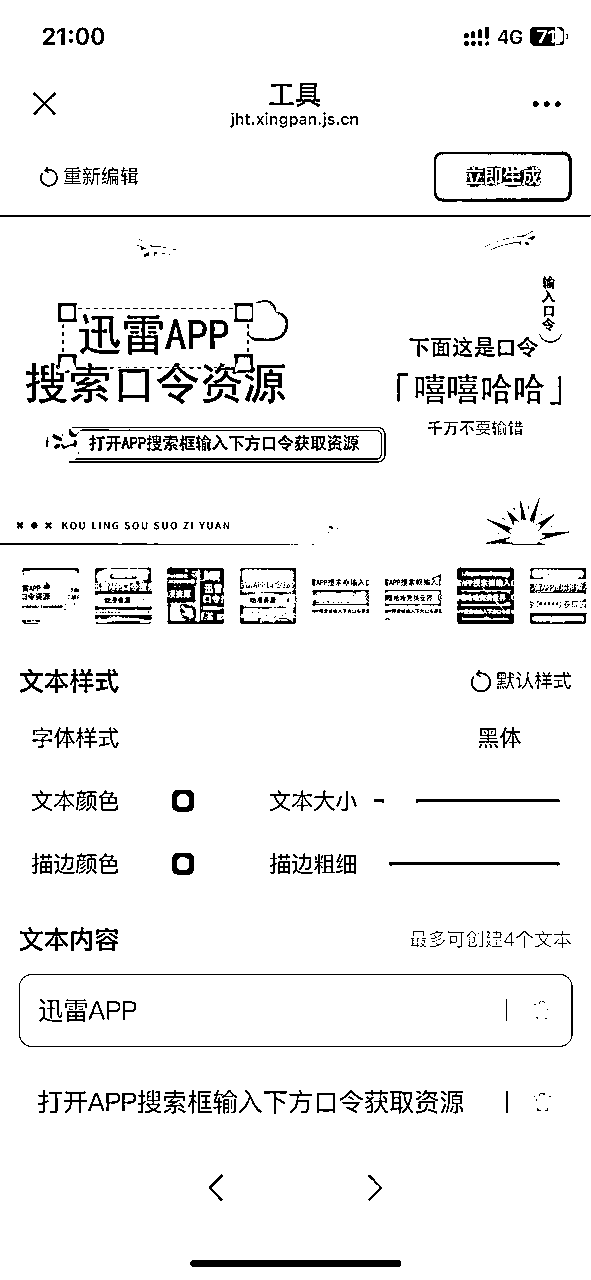 21:00
4G 71
工具
jht.xingpan.js.cn
重新编辑
立即生成
输入口令
迅雷APP
搜索口令资源
打开APP搜索框输入下方口令获取资源
下面这是口令
「嘻嘻哈哈」
千万不要输错
KOU LING SOU SUO ZI YUAN
文本样式
默认样式
字体样式
黑体
文本颜色
文本大小
描边颜色
描边粗细
文本内容
最多可创建4个文本
迅雷APP
打开APP搜索框输入下方口令获取资源